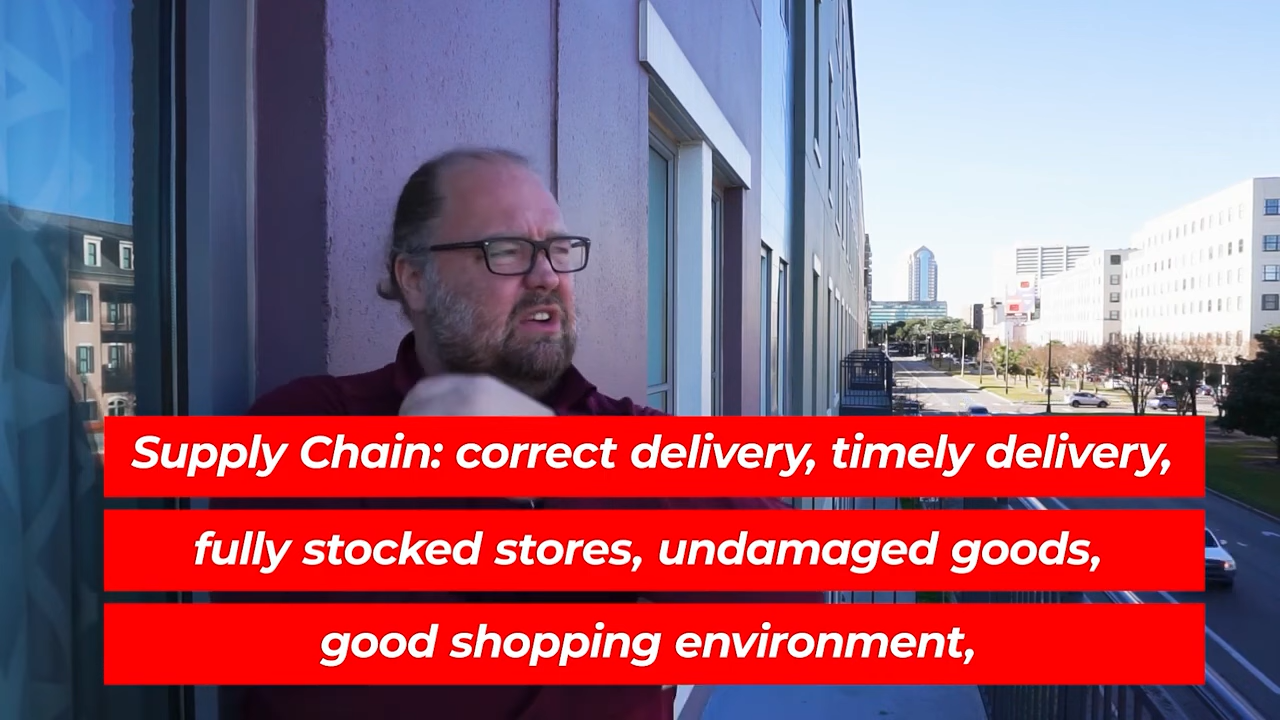 Supply Chain: correct delivery, timely delivery,
fully stocked stores, undamaged goods,
good shopping environment,